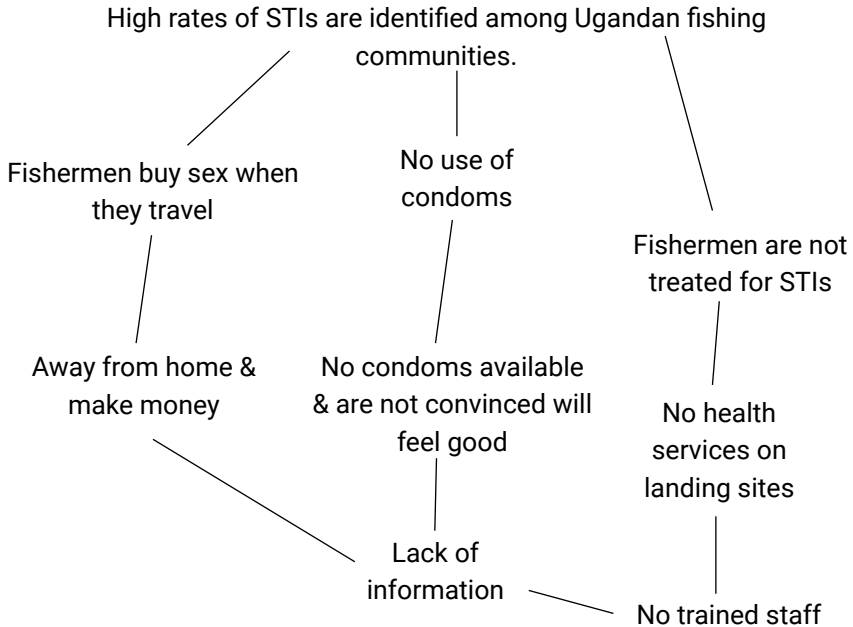 High rates of STIs are identified among Ugandan fishing
communities.
Fishermen buy sex when
they travel
No use of
condoms
Fishermen are not
treated for STIs
Away from home &
make money
No condoms available
& are not convinced will
feel good
No health
services on
landing sites
Lack of
information
No trained staff